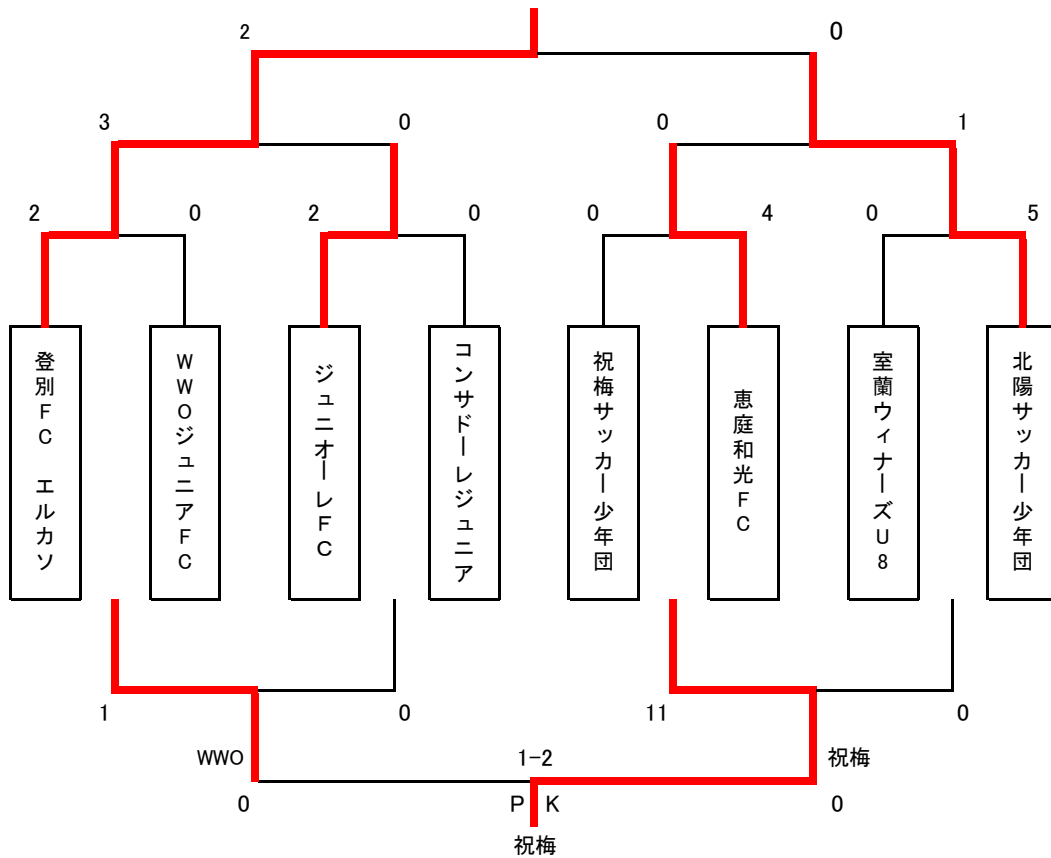 2 0
3 0 0 1
2 0 2 0 0 4 0 5
登別FC エルカソ
WWOジュニアFC
ジュニオーレFC
コンサドーレジュニア
祝梅サッカー少年団
恵庭和光FC
室蘭ウィナーズU8
北陽サッカー少年団
1 0 11 0
WWO 1-2 祝梅
0 PK 0
祝梅